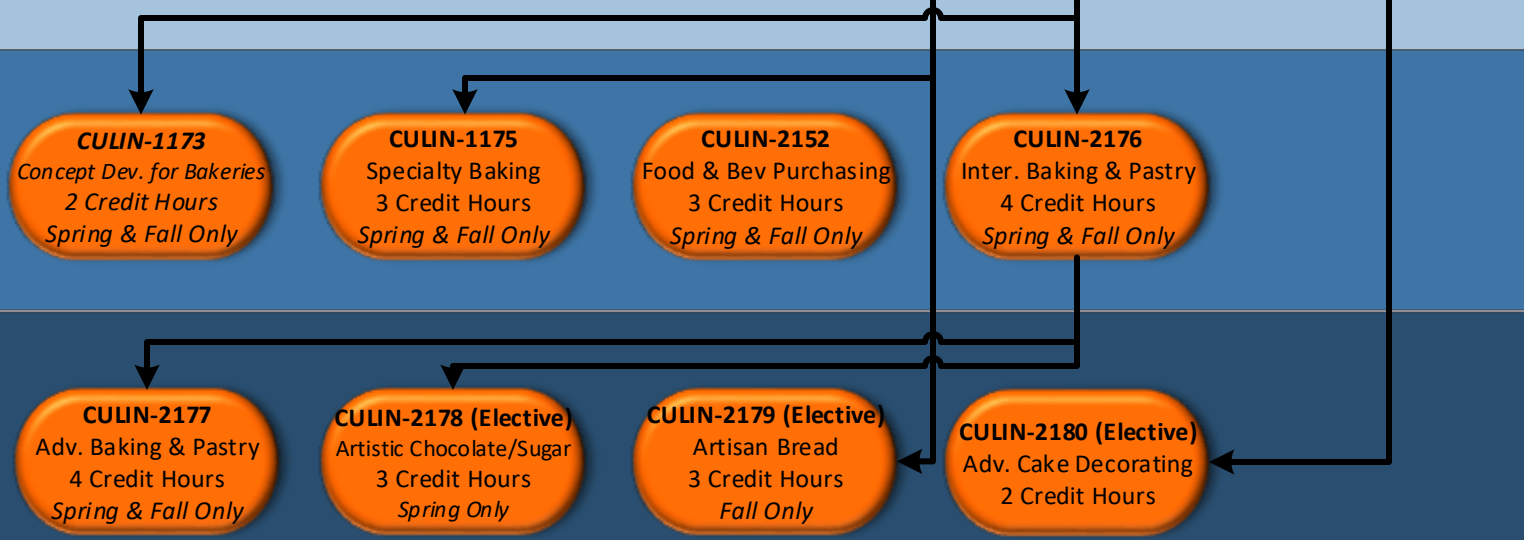 CULIN-1173
Concept Dev. for Bakeries
2 Credit Hours
Spring & Fall Only
CULIN-1175
Specialty Baking
3 Credit Hours
Spring & Fall Only
CULIN-2152
Food & Bev Purchasing
3 Credit Hours
Spring & Fall Only
CULIN-2176
Inter. Baking & Pastry
4 Credit Hours
Spring & Fall Only
CULIN-2177
Adv. Baking & Pastry
4 Credit Hours
Spring & Fall Only
CULIN-2178 (Elective)
Artistic Chocolate/Sugar
3 Credit Hours
Spring Only
CULIN-2179 (Elective)
Artisan Bread
3 Credit Hours
Fall Only
CULIN-2180 (Elective)
Adv. Cake Decorating
2 Credit Hours